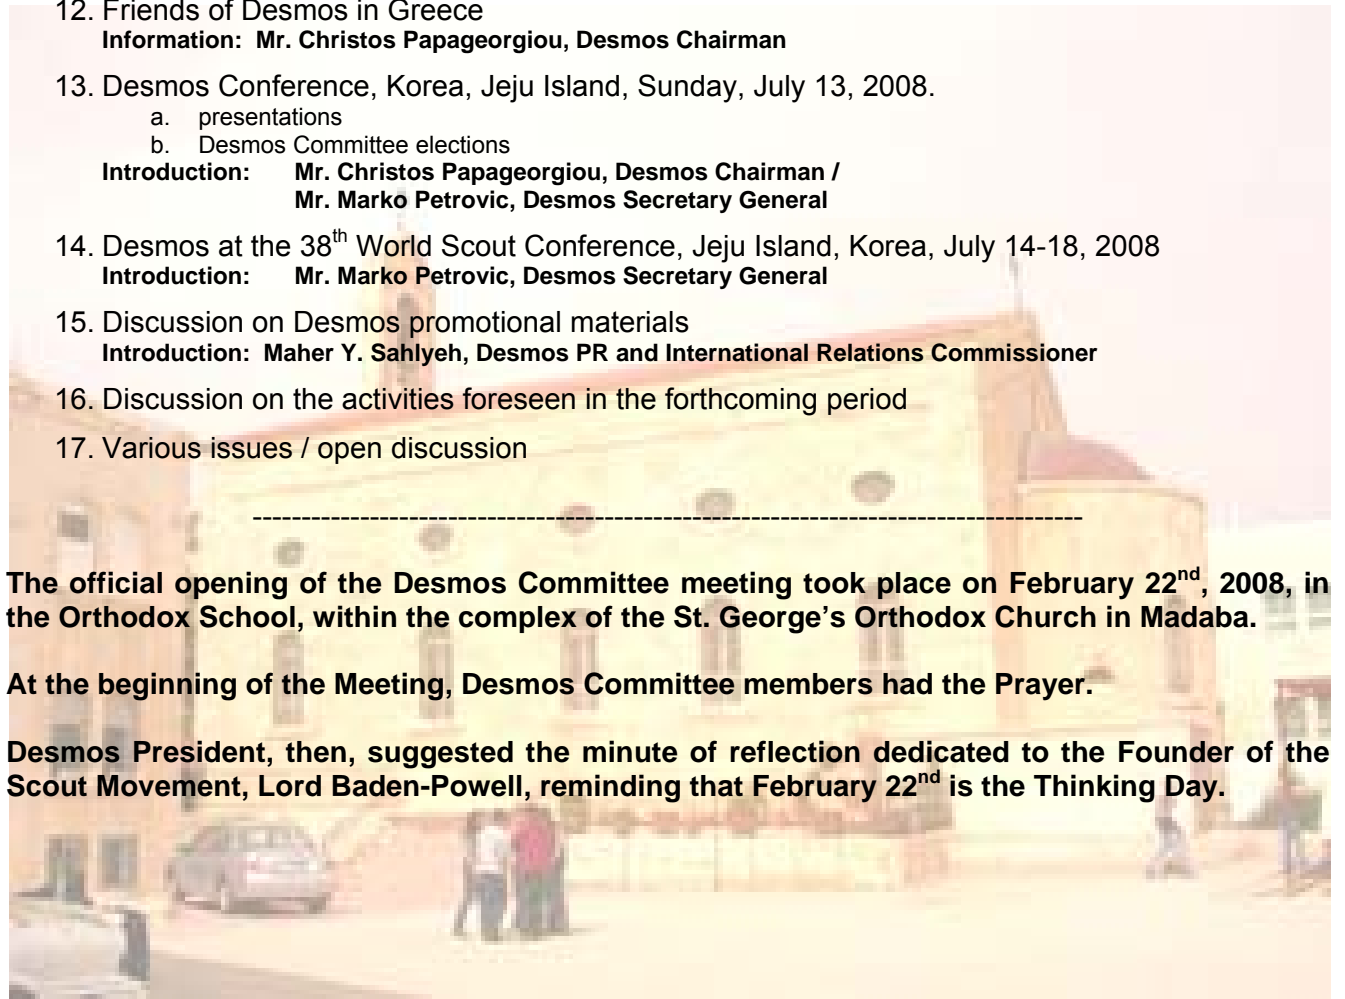 12. Friends of Desmos in Greece
Information: Mr. Christos Papageorgiou, Desmos Chairman
13. Desmos Conference, Korea, Jeju Island, Sunday, July 13, 2008.
a. presentations
b. Desmos Committee elections
Introduction: Mr. Christos Papageorgiou, Desmos Chairman /
Mr. Marko Petrovic, Desmos Secretary General
14. Desmos at the 38th World Scout Conference, Jeju Island, Korea, July 14-18, 2008
Introduction: Mr. Marko Petrovic, Desmos Secretary General
15. Discussion on Desmos promotional materials
Introduction: Maher Y. Sahlyeh, Desmos PR and International Relations Commissioner
16. Discussion on the activities foreseen in the forthcoming period
17. Various issues / open discussion
-------------------------------------------------------------------------------------
The official opening of the Desmos Committee meeting took place on February 22nd, 2008, in
the Orthodox School, within the complex of the St. George’s Orthodox Church in Madaba.
At the beginning of the Meeting, Desmos Committee members had the Prayer.
Desmos President, then, suggested the minute of reflection dedicated to the Founder of the
Scout Movement, Lord Baden-Powell, reminding that February 22nd is the Thinking Day.